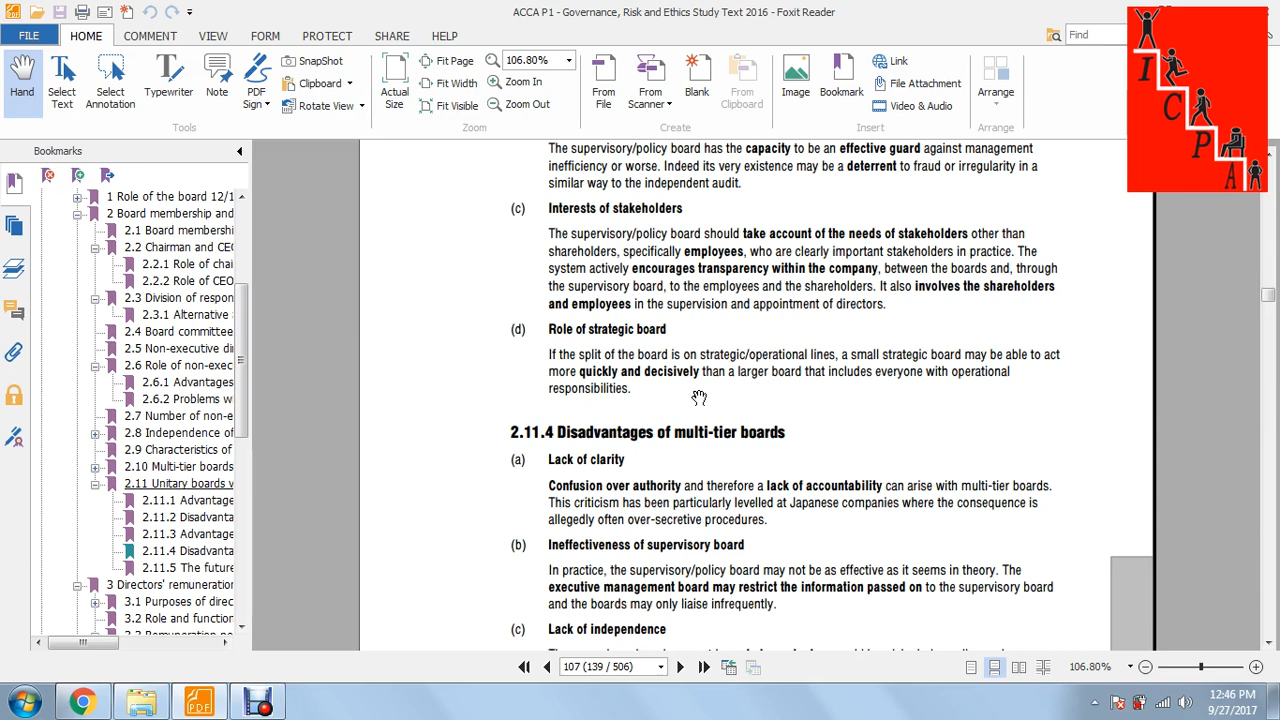 ACCA P1 - Governance, Risk and Ethics Study Text 2016 - Foxit Reader
FILE HOME COMMENT VIEW FORM PROTECT SHARE HELP
Find
Hand
Select Text
Select Annotation
Typewriter
Note
PDF Sign
SnapShot
Clipboard
Rotate View
Tools
Actual Size
Fit Page
Fit Width
Fit Visible
106.80%
Zoom In
Zoom Out
Zoom
From File
From Scanner
Blank
From Clipboard
Create
Image
Bookmark
Link
File Attachment
Video & Audio
Insert
Arrange
Arrange
I
C
P
A
Bookmarks
1 Role of the board 12/1
2 Board membership and
2.1 Board membersh
2.2 Chairman and CEC
2.2.1 Role of chai
2.2.2 Role of CEO
2.3 Division of respon
2.3.1 Alternative
2.4 Board committee
2.5 Non-executive di
2.6 Role of non-exec
2.6.1 Advantages
2.6.2 Problems w
2.7 Number of non-e
2.8 Independence of
2.9 Characteristics of
2.10 Multi-tier boards
2.11 Unitary boards v
2.11.1 Advantage
2.11.2 Disadvanta
2.11.3 Advantage
2.11.4 Disadvanta
2.11.5 The future
3 Directors' remuneration
3.1 Purposes of direc
3.2 Role and function
The supervisory/policy board has the capacity to be an effective guard against management
inefficiency or worse. Indeed its very existence may be a deterrent to fraud or irregularity in a
similar way to the independent audit.
(c) Interests of stakeholders
The supervisory/policy board should take account of the needs of stakeholders other than
shareholders, specifically employees, who are clearly important stakeholders in practice. The
system actively encourages transparency within the company, between the boards and, through
the supervisory board, to the employees and the shareholders. It also involves the shareholders
and employees in the supervision and appointment of directors.
(d) Role of strategic board
If the split of the board is on strategic/operational lines, a small strategic board may be able to act
more quickly and decisively than a larger board that includes everyone with operational
responsibilities.
2.11.4 Disadvantages of multi-tier boards
(a) Lack of clarity
Confusion over authority and therefore a lack of accountability can arise with multi-tier boards.
This criticism has been particularly levelled at Japanese companies where the consequence is
allegedly often over-secretive procedures.
(b) Ineffectiveness of supervisory board
In practice, the supervisory/policy board may not be as effective as it seems in theory. The
executive management board may restrict the information passed on to the supervisory board
and the boards may only liaise infrequently.
(c) Lack of independence
107 (139 / 506)
106.80%
PDF
12:46 PM
9/27/2017